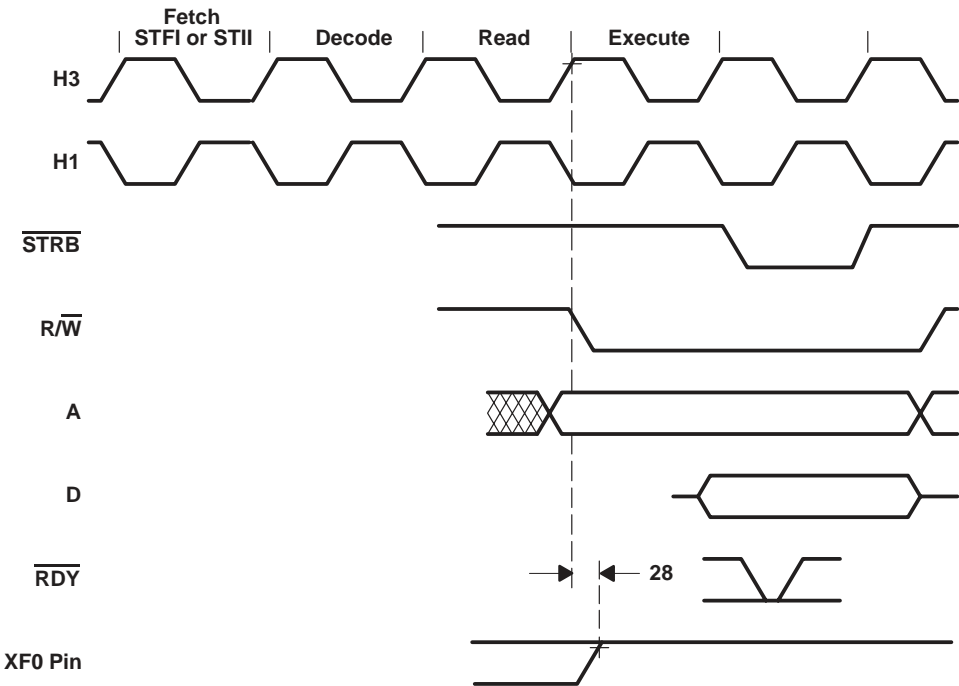 Fetch
STFI or STII
Decode
Read
Execute
H3
H1
STRB
R/W
A
D
RDY
28
XF0 Pin